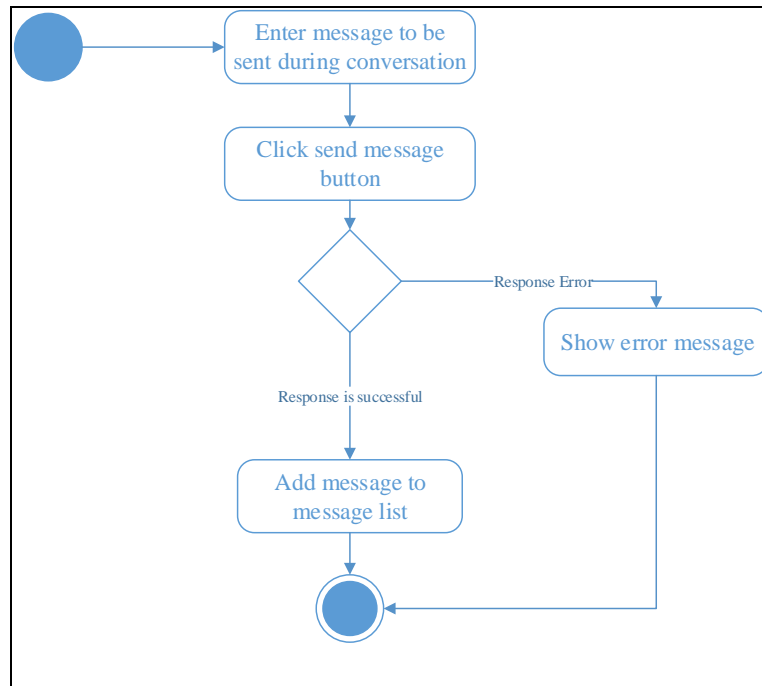 Enter message to be
sent during conversation
Click send message
button
Response Error
Show error message
Response is successful
Add message to
message list